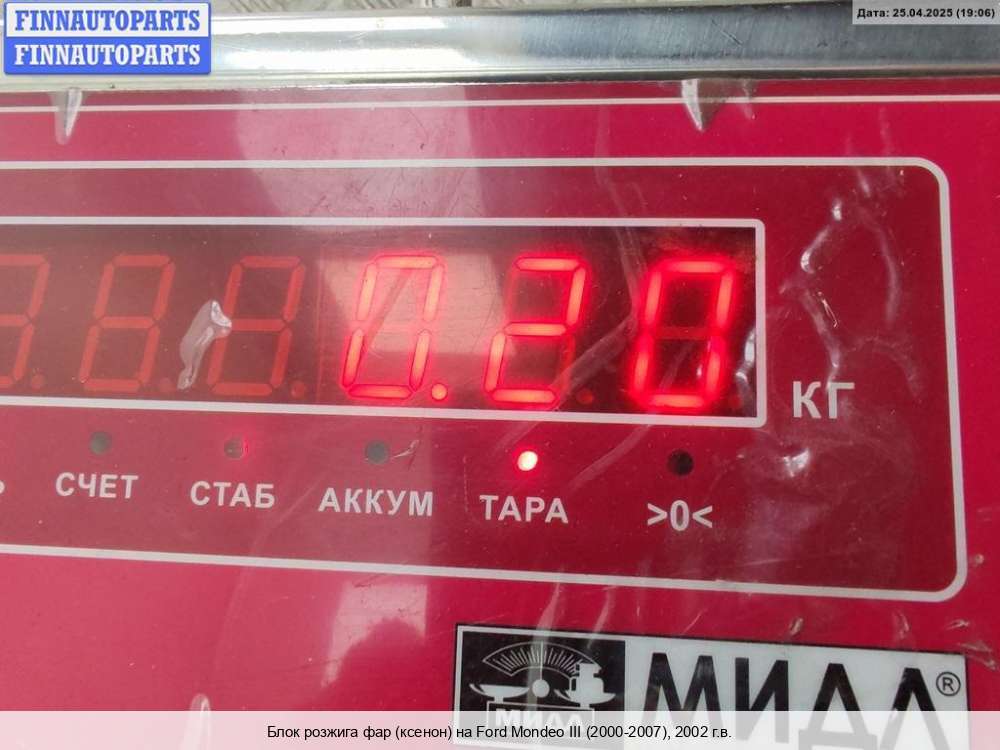 FINNAUTOPARTS
FINNAUTOPARTS
Дата: 25.04.2025 (19:06)
0.20
КГ
СЧЕТ
СТАБ
АККУМ
ТАРА
>0<
МИДЛ
МИДЛ®
Блок розжига фар (ксенон) на Ford Mondeo III (2000-2007), 2002 г.в.